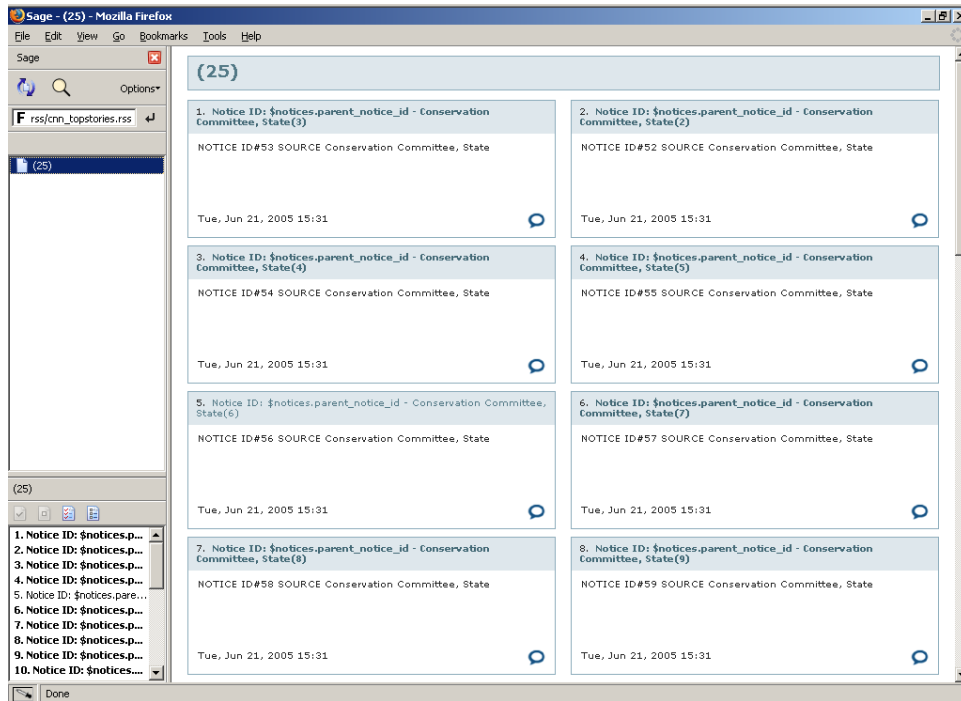 Sage - (25) - Mozilla Firefox
File Edit View Go Bookmarks Tools Help
Sage
Options
F rss/cnn_topstories.rss
(25)
(25)
1. Notice ID: $notices.p...
2. Notice ID: $notices.p...
3. Notice ID: $notices.p...
4. Notice ID: $notices.p...
5. Notice ID: $notices.pare...
6. Notice ID: $notices.p...
7. Notice ID: $notices.p...
8. Notice ID: $notices.p...
9. Notice ID: $notices.p...
10. Notice ID: $notices....
(25)
1. Notice ID: $notices.parent_notice_id - Conservation
Committee, State(3)
NOTICE ID#53 SOURCE Conservation Committee, State
Tue, Jun 21, 2005 15:31
2. Notice ID: $notices.parent_notice_id - Conservation
Committee, State(2)
NOTICE ID#52 SOURCE Conservation Committee, State
Tue, Jun 21, 2005 15:31
3. Notice ID: $notices.parent_notice_id - Conservation
Committee, State(4)
NOTICE ID#54 SOURCE Conservation Committee, State
Tue, Jun 21, 2005 15:31
4. Notice ID: $notices.parent_notice_id - Conservation
Committee, State(5)
NOTICE ID#55 SOURCE Conservation Committee, State
Tue, Jun 21, 2005 15:31
5. Notice ID: $notices.parent_notice_id - Conservation Committee,
State(6)
NOTICE ID#56 SOURCE Conservation Committee, State
Tue, Jun 21, 2005 15:31
6. Notice ID: $notices.parent_notice_id - Conservation
Committee, State(7)
NOTICE ID#57 SOURCE Conservation Committee, State
Tue, Jun 21, 2005 15:31
7. Notice ID: $notices.parent_notice_id - Conservation
Committee, State(8)
NOTICE ID#58 SOURCE Conservation Committee, State
Tue, Jun 21, 2005 15:31
8. Notice ID: $notices.parent_notice_id - Conservation
Committee, State(9)
NOTICE ID#59 SOURCE Conservation Committee, State
Tue, Jun 21, 2005 15:31
Done